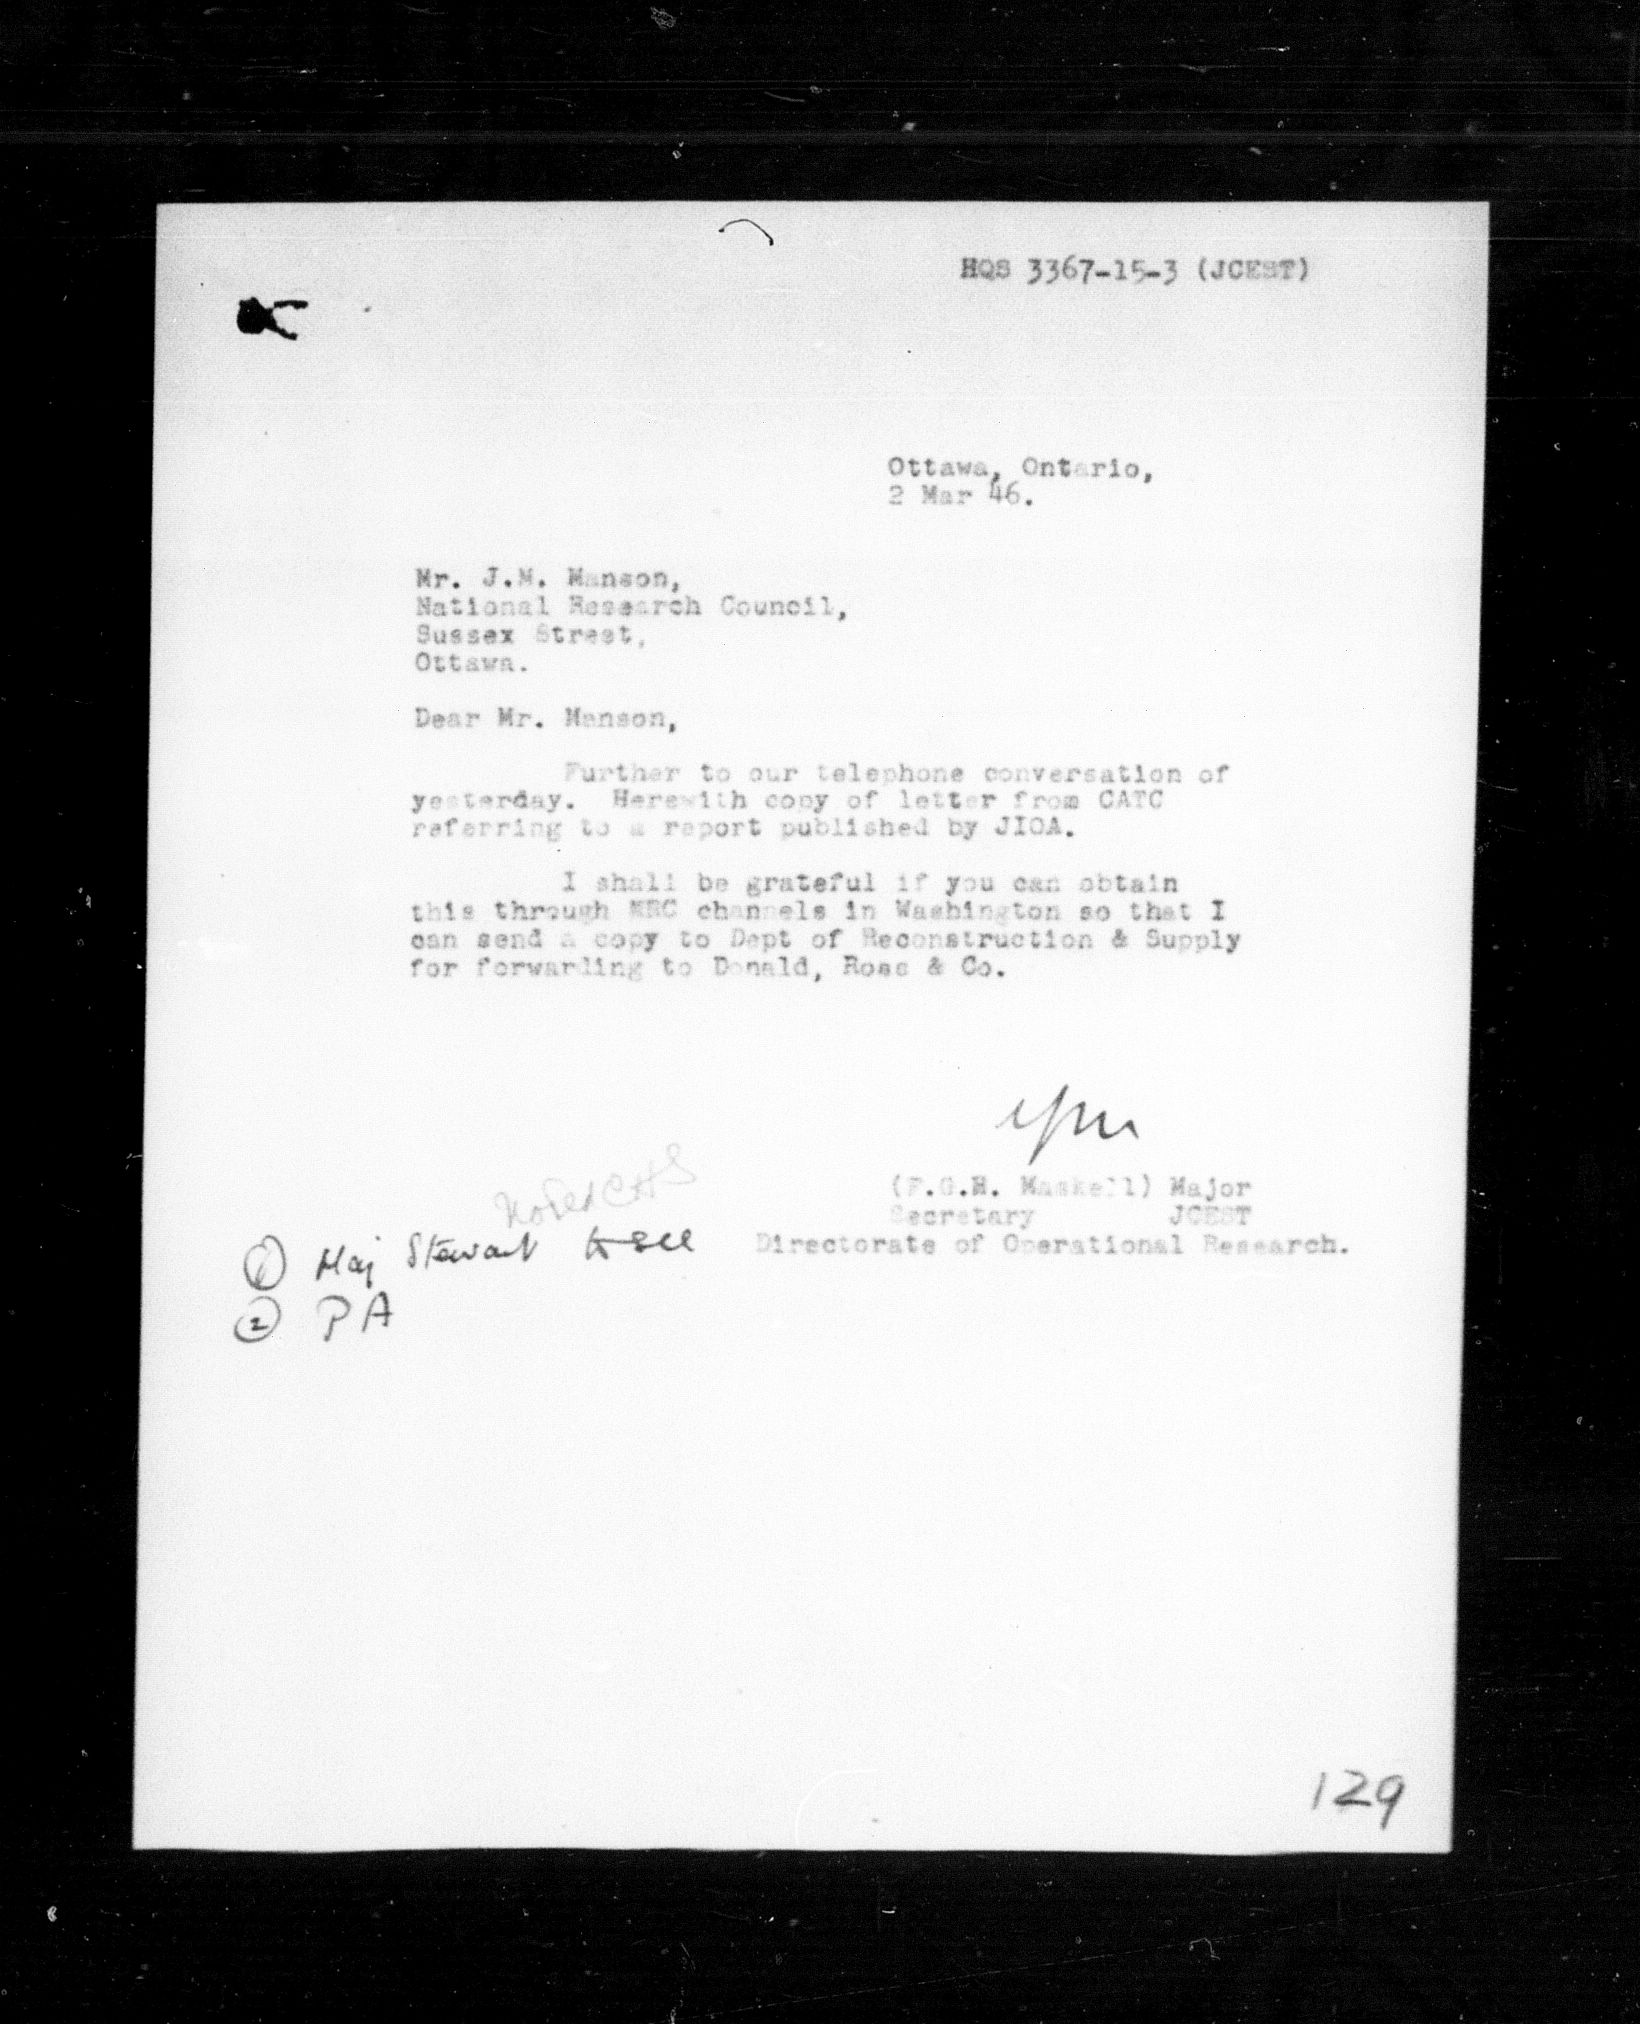 HQS 3367-15-3 (JCEST)
Ottawa, Ontario,
2 Mar 46.
Mr. J.M. Manson,
National Research Council,
Sussex Street,
Ottawa.
Dear Mr. Manson,
Further to our telephone conversation of
yesterday. Herewith copy of letter from CATC
referring to a report published by JIOA.
I shall be grateful if you can obtain
this through NRC channels in Washington so that I
can send a copy to Dept of Reconstruction & Supply
for forwarding to Donald, Ross & Co.
(F.G.H. Maskell) Major
Secretary JCEST
Directorate of Operational Research.
Noted CHS
① Maj Stewart to see
② PA
129